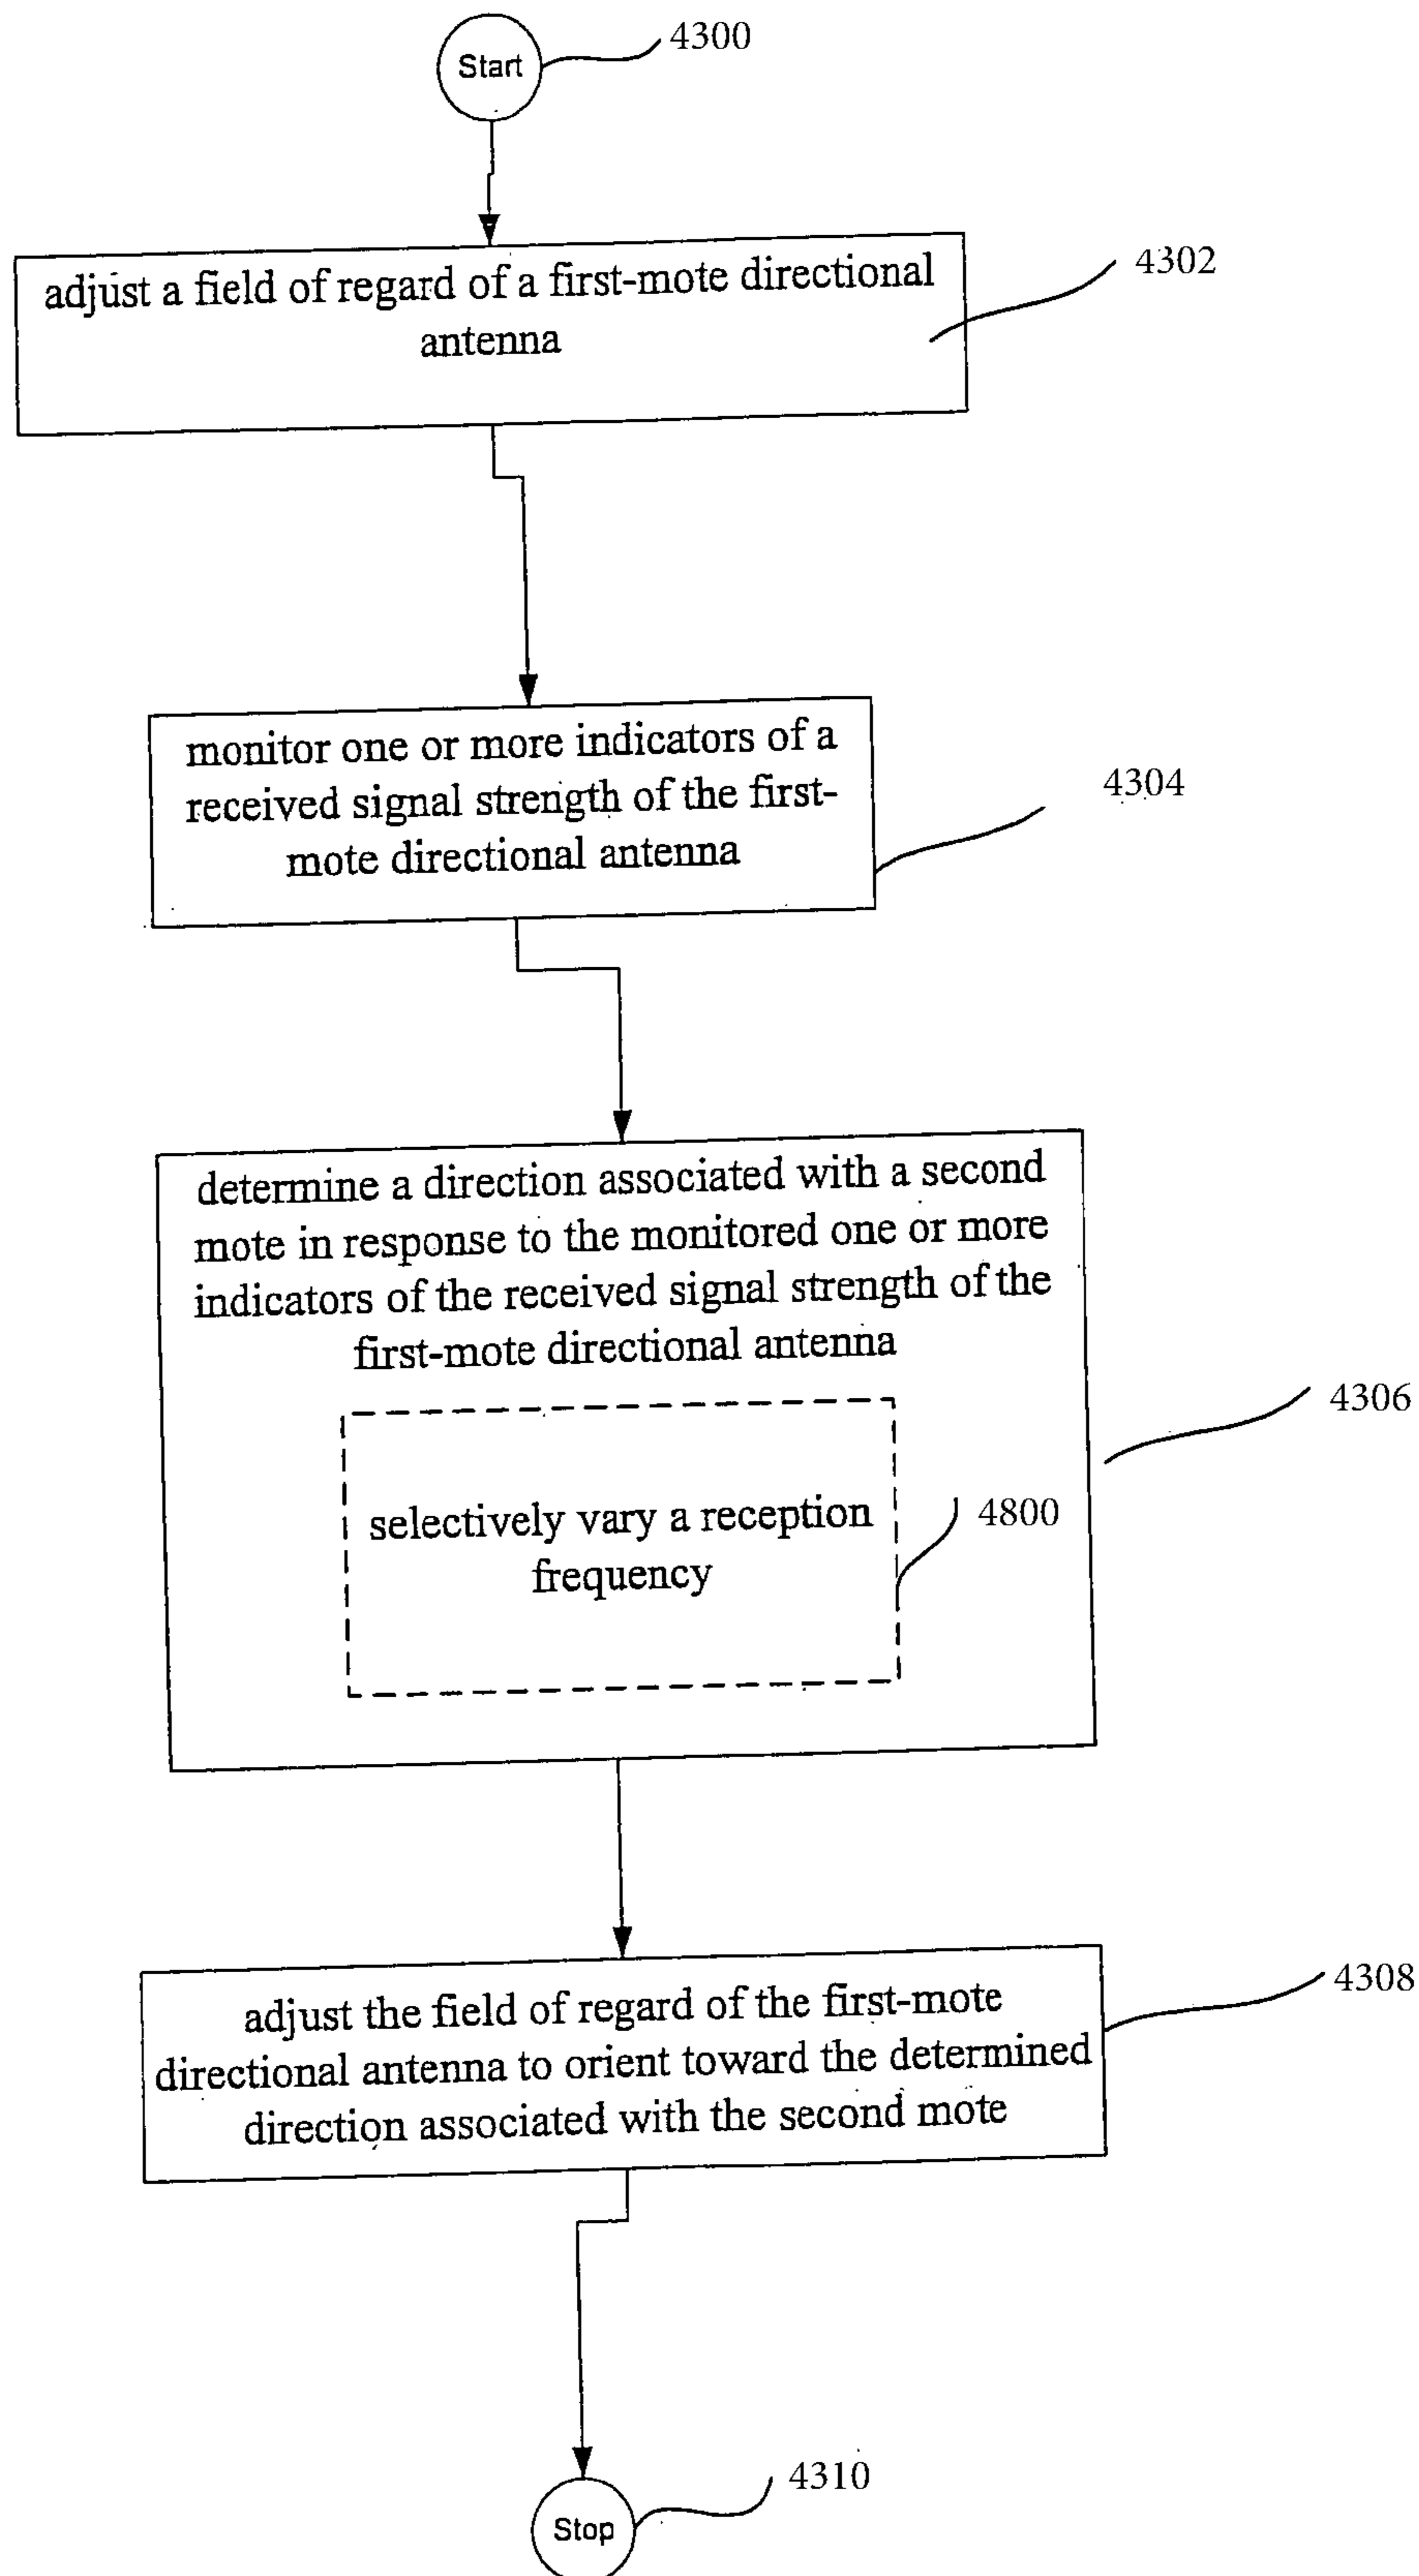 Start
4300
adjust a field of regard of a first-mote directional
antenna
4302
monitor one or more indicators of a
received signal strength of the first-
mote directional antenna
4304
determine a direction associated with a second
mote in response to the monitored one or more
indicators of the received signal strength of the
first-mote directional antenna
4306
selectively vary a reception
frequency
4800
adjust the field of regard of the first-mote
directional antenna to orient toward the determined
direction associated with the second mote
4308
Stop
4310